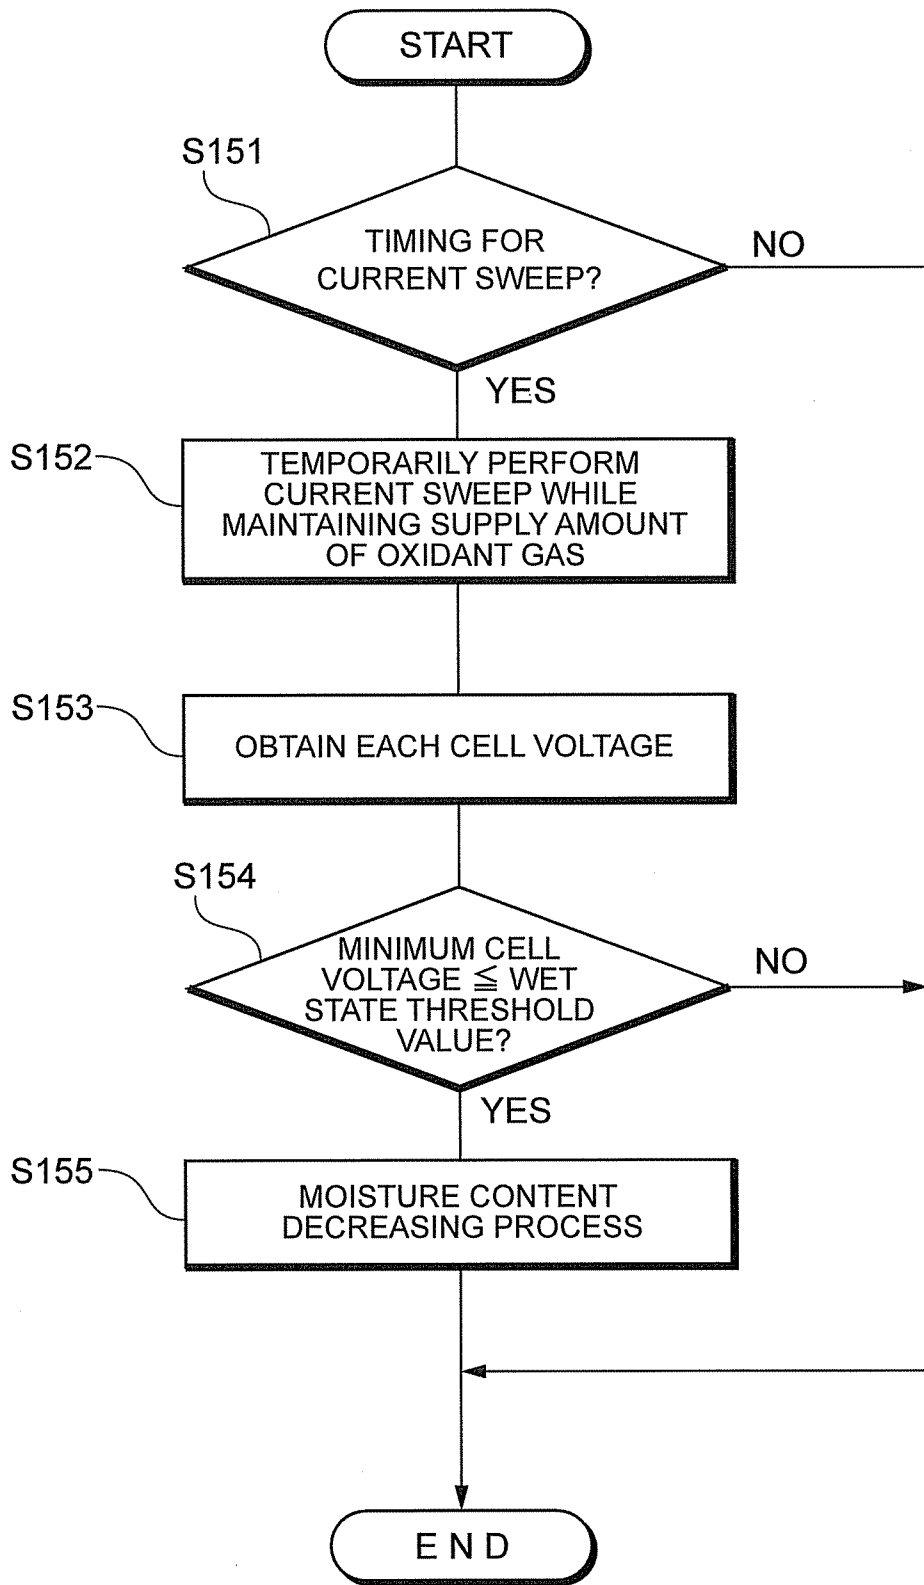 START
S151
TIMING FOR
CURRENT SWEEP?
NO
YES
S152
TEMPORARILY PERFORM
CURRENT SWEEP WHILE
MAINTAINING SUPPLY AMOUNT
OF OXIDANT GAS
S153
OBTAIN EACH CELL VOLTAGE
S154
MINIMUM CELL
VOLTAGE ≦ WET
STATE THRESHOLD
VALUE?
NO
YES
S155
MOISTURE CONTENT
DECREASING PROCESS
END